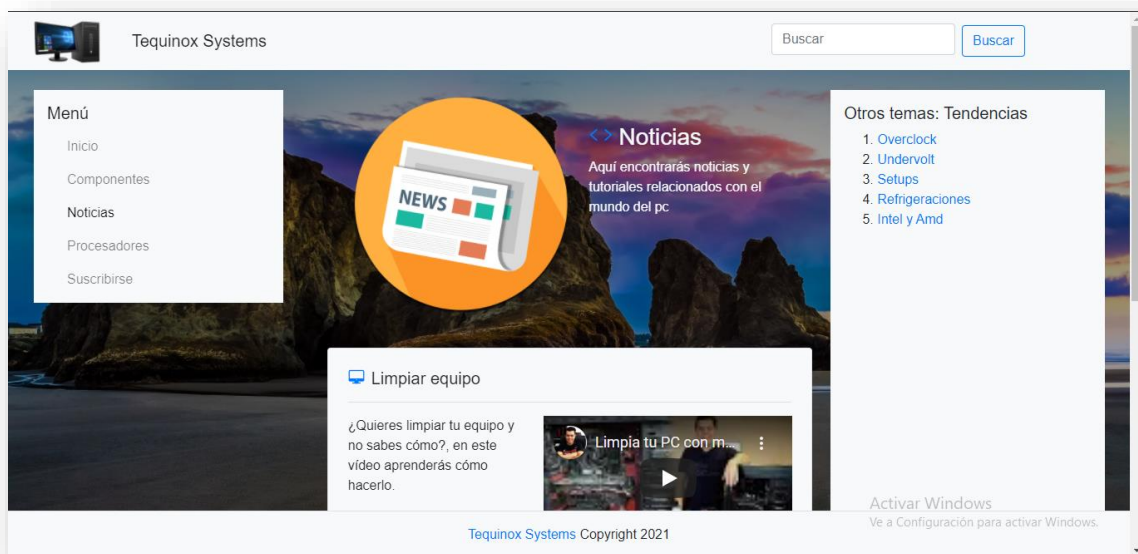 Tequinox Systems
Buscar
Buscar
Menú
Inicio
Componentes
Noticias
Procesadores
Suscribirse
NEWS
<> Noticias
Aquí encontrarás noticias y
tutoriales relacionados con el
mundo del pc
Otros temas: Tendencias
1. Overclock
2. Undervolt
3. Setups
4. Refrigeraciones
5. Intel y Amd
Limpiar equipo
¿Quieres limpiar tu equipo y
no sabes cómo?, en este
vídeo aprenderás cómo
hacerlo.
Limpia tu PC con m...
Activar Windows
Ve a Configuración para activar Windows.
Tequinox Systems Copyright 2021